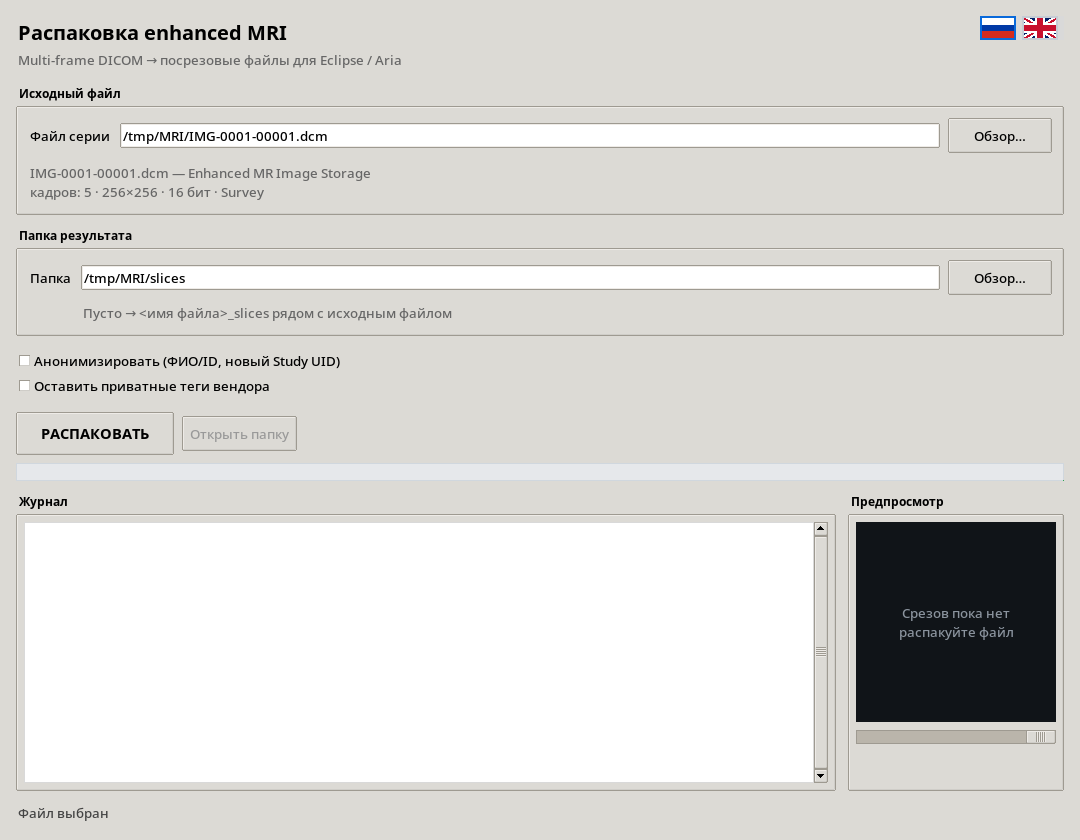 Распаковка enhanced MRI
Multi-frame DICOM → посрезовые файлы для Eclipse / Aria
Исходный файл
Файл серии /tmp/MRI/IMG-0001-00001.dcm Обзор...
IMG-0001-00001.dcm — Enhanced MR Image Storage
кадров: 5 · 256×256 · 16 бит · Survey
Папка результата
Папка /tmp/MRI/slices Обзор...
Пусто → <имя файла>_slices рядом с исходным файлом
Анонимизировать (ФИО/ID, новый Study UID)
Оставить приватные теги вендора
РАСПАКОВАТЬ Открыть папку
Журнал Предпросмотр
Срезов пока нет
распакуйте файл
Файл выбран